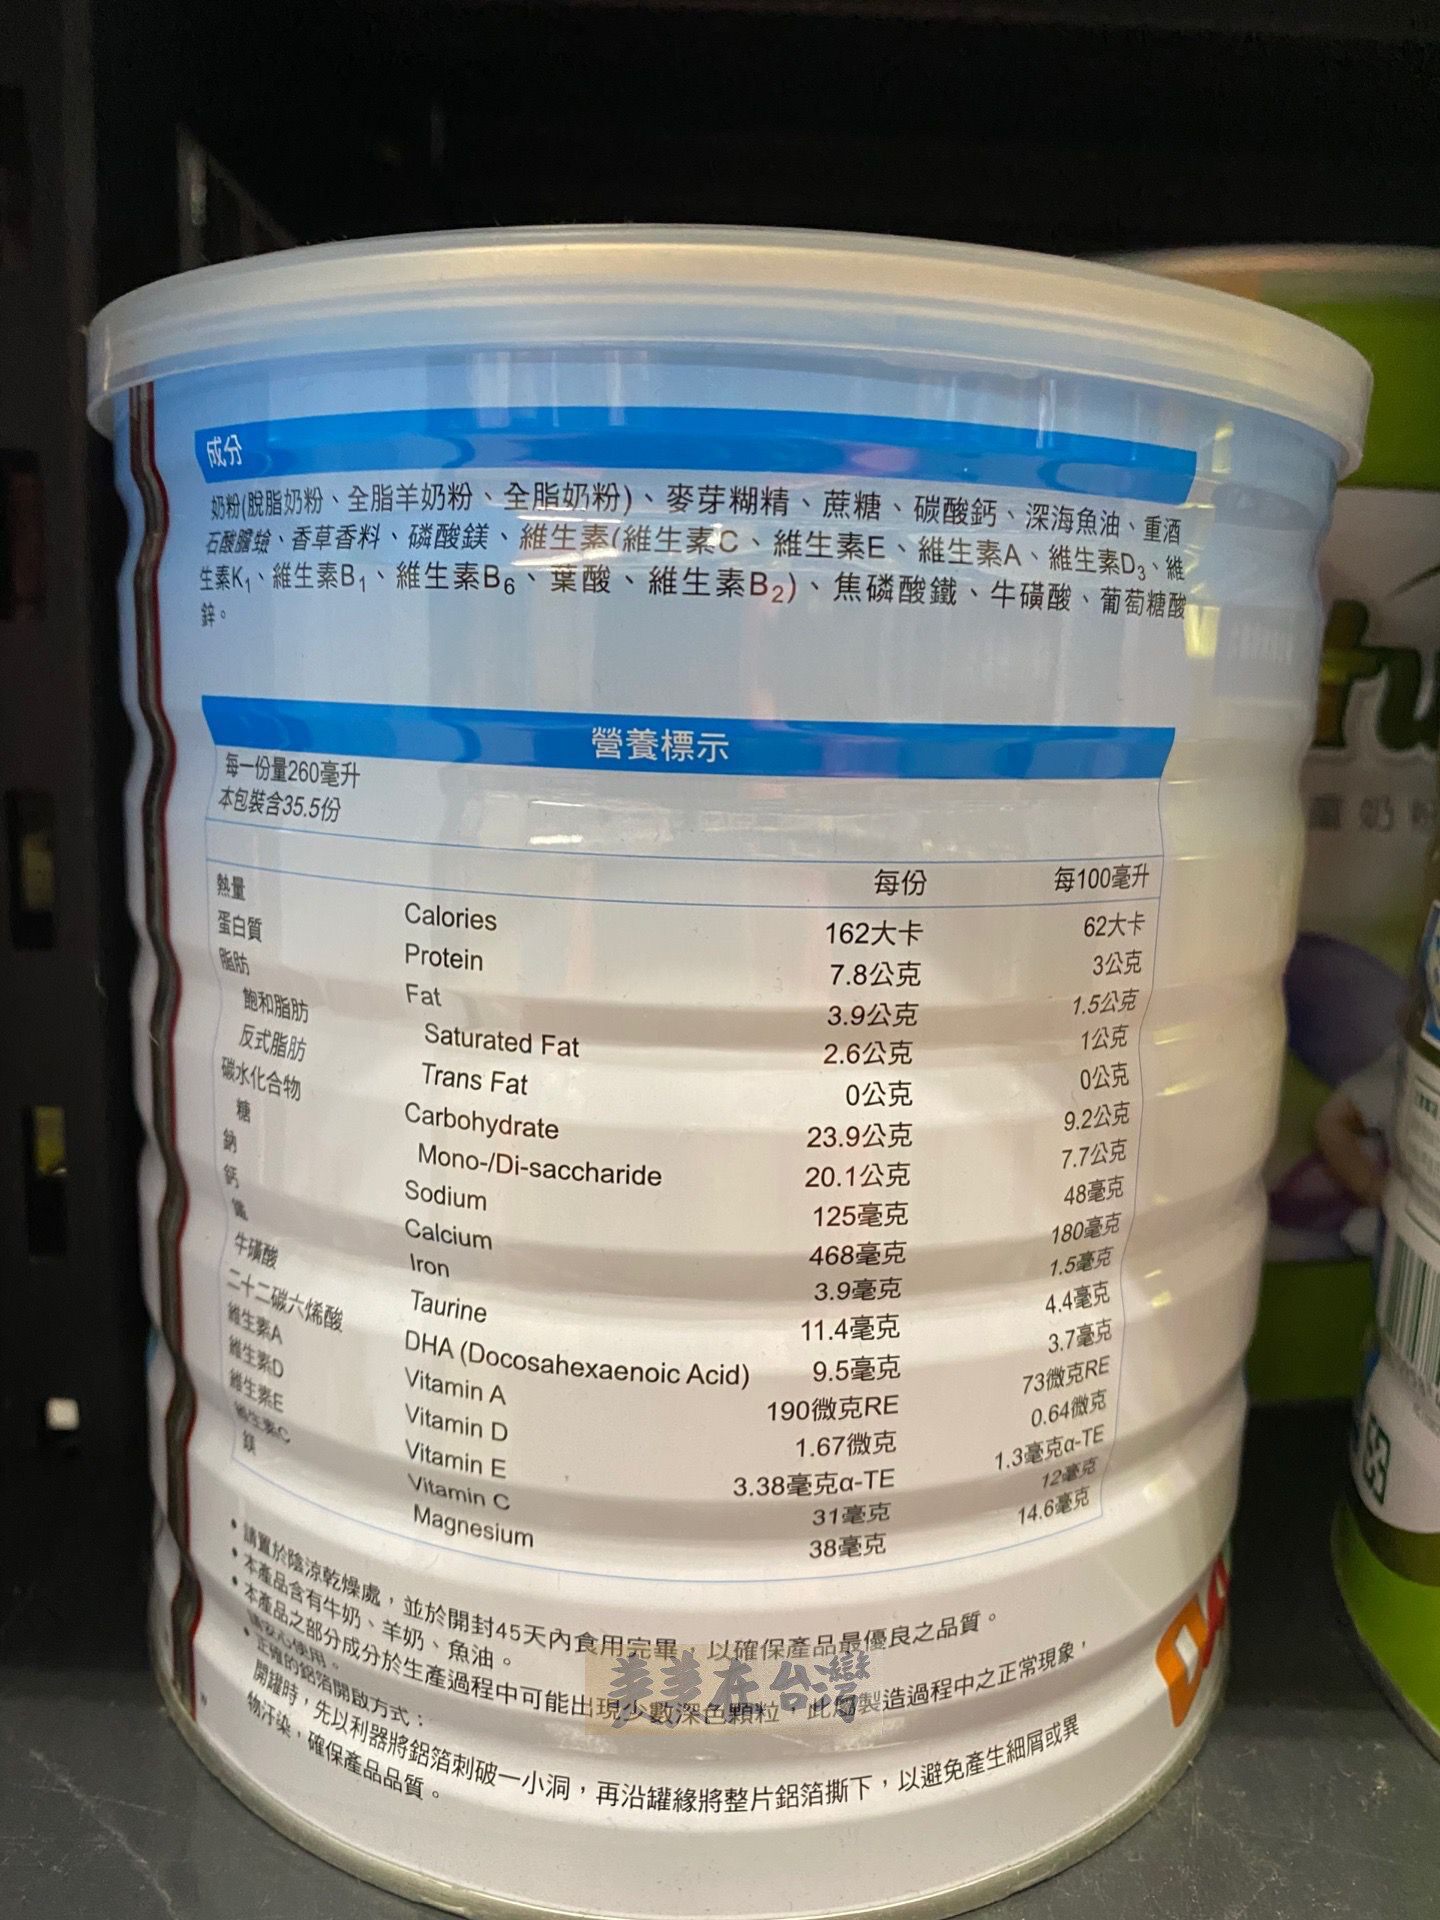 成分
奶粉(脫脂奶粉、全脂羊奶粉、全脂奶粉)、麥芽糊精、蔗糖、碳酸鈣、深海魚油、重酒
石酸膽鹼、香草香料、磷酸鎂、維生素(維生素C、維生素E、維生素A、維生素D3、維
生素K1、維生素B1、維生素B6、葉酸、維生素B2)、焦磷酸鐵、牛磺酸、葡萄糖酸
鋅。
營養標示
每一份量260毫升
本包裝含35.5份
每份 每100毫升
熱量 Calories 162大卡 62大卡
蛋白質 Protein 7.8公克 3公克
脂肪 Fat 3.9公克 1.5公克
飽和脂肪 Saturated Fat 2.6公克 1公克
反式脂肪 Trans Fat 0公克 0公克
碳水化合物 Carbohydrate 23.9公克 9.2公克
糖 Mono-/Di-saccharide 20.1公克 7.7公克
鈉 Sodium 125毫克 48毫克
鈣 Calcium 468毫克 180毫克
鐵 Iron 3.9毫克 1.5毫克
牛磺酸 Taurine 11.4毫克 4.4毫克
二十二碳六烯酸 DHA (Docosahexaenoic Acid) 9.5毫克 3.7毫克
維生素A Vitamin A 190微克RE 73微克RE
維生素D Vitamin D 1.67微克 0.64微克
維生素E Vitamin E 3.38毫克α-TE 1.3毫克α-TE
維生素C Vitamin C 31毫克 12毫克
鎂 Magnesium 38毫克 14.6毫克
• 請置於陰涼乾燥處，並於開封45天內食用完畢，以確保產品最優良之品質。
• 本產品含有牛奶、羊奶、魚油。
• 本產品之部分成分於生產過程中可能出現少數深色顆粒，此屬製造過程中之正常現象，
請安心使用。
• 正確的鋁箔開啟方式：
開罐時，先以利器將鋁箔刺破一小洞，再沿罐緣將整片鋁箔撕下，以避免產生細屑或異
物汙染，確保產品品質。
美美在台灣